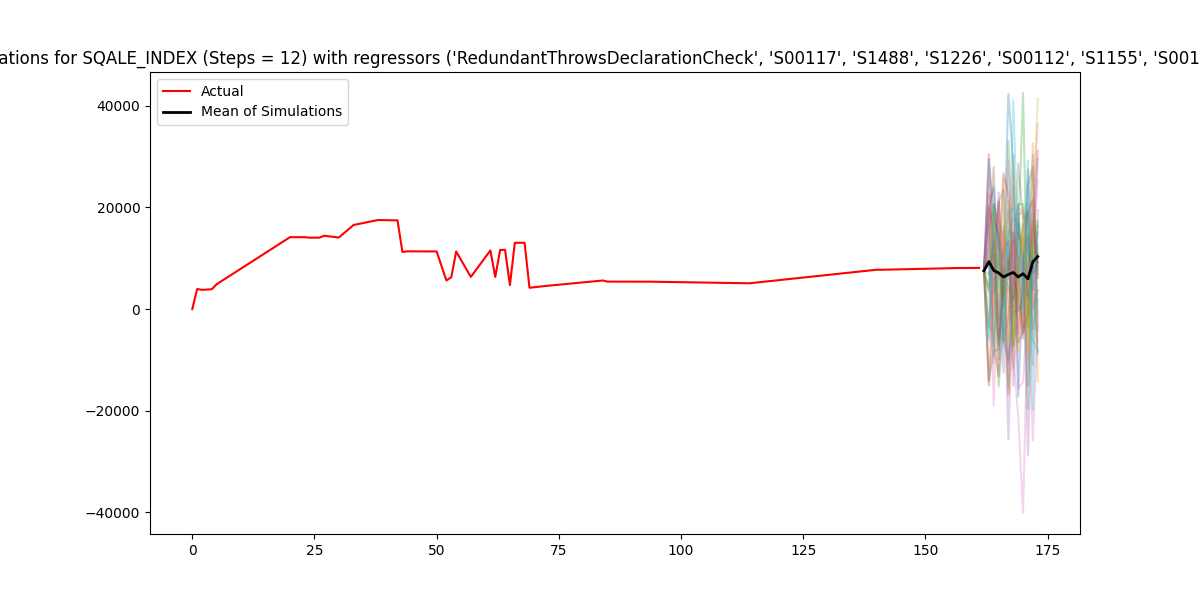 ations for SQALE_INDEX (Steps = 12) with regressors ('RedundantThrowsDeclarationCheck', 'S00117', 'S1488', 'S1226', 'S00112', 'S1155', 'S001
Actual
Mean of Simulations
40000
20000
0
−20000
−40000
0 25 50 75 100 125 150 175